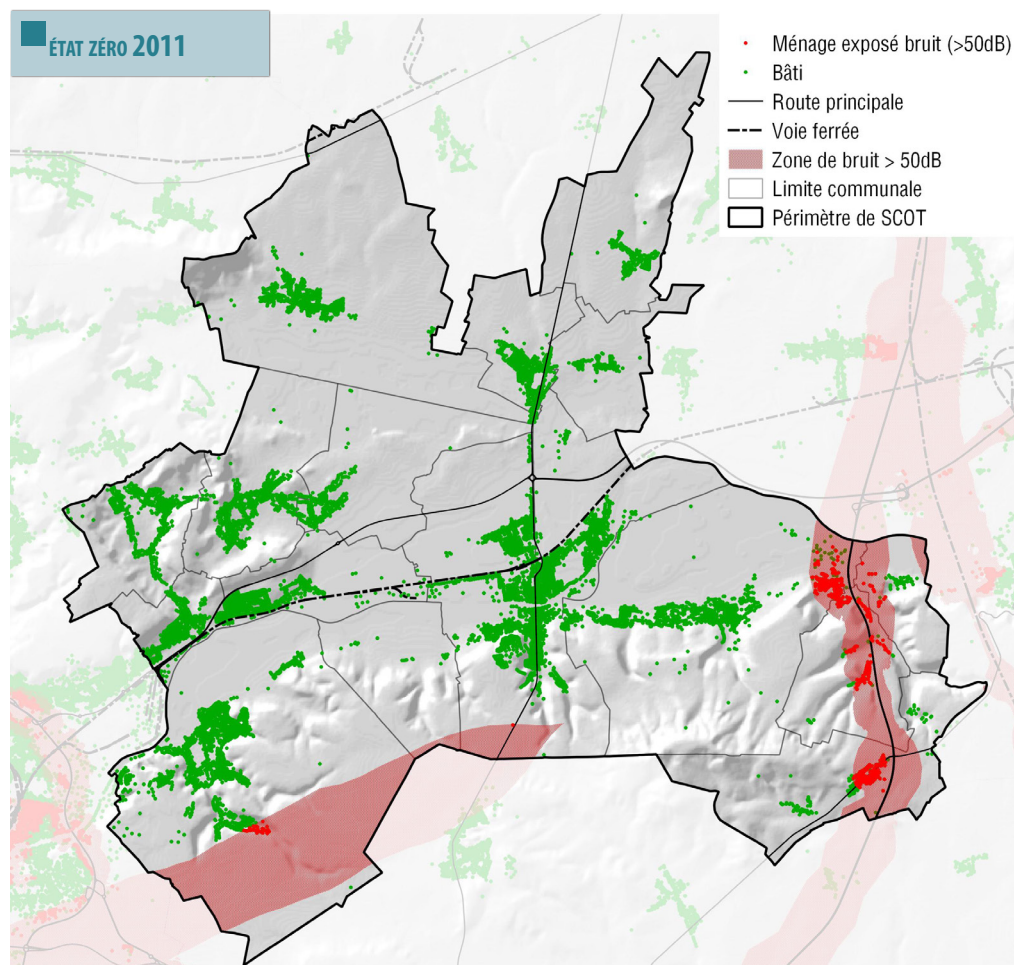 ÉTAT ZÉRO 2011
Ménage exposé bruit (>50dB)
Bâti
Route principale
Voie ferrée
Zone de bruit > 50dB
Limite communale
Périmètre de SCOT